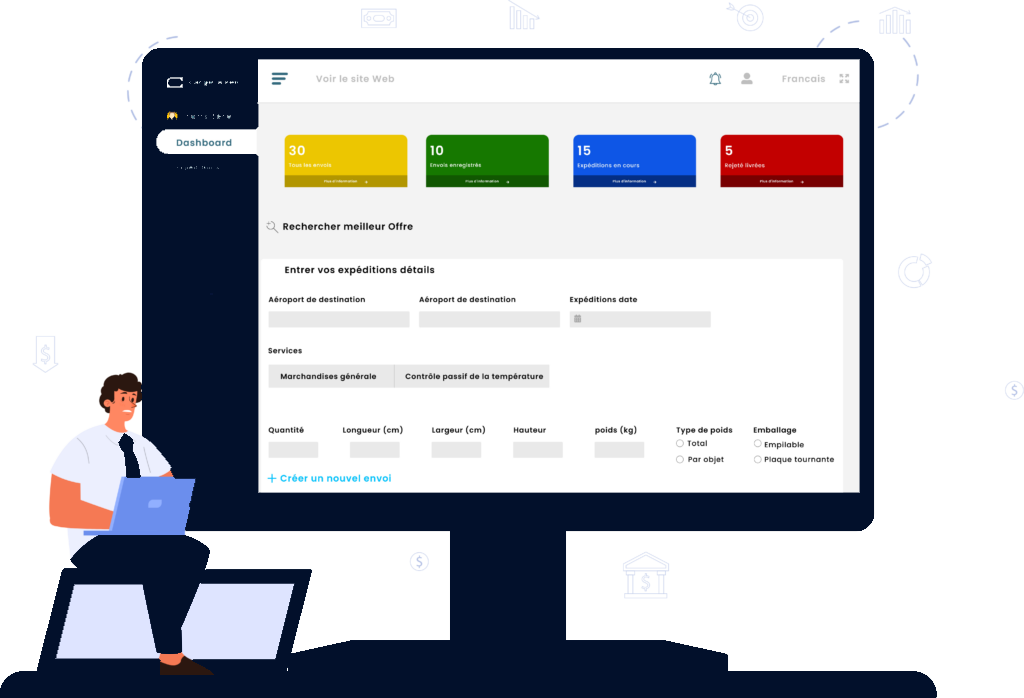 Voir le site Web
Francais
Dashboard
30
Tous les envois
Plus d'information
10
Envois enregistrés
Plus d'information
15
Expéditions en cours
Plus d'information
5
Rejeté livrées
Plus d'information
Rechercher meilleur Offre
Entrer vos expéditions détails
Aéroport de destination
Aéroport de destination
Expéditions date
Services
Marchandises générale
Contrôle passif de la température
Quantité
Longueur (cm)
Largeur (cm)
Hauteur
poids (kg)
Type de poids
Emballage
Total
Empilable
Par objet
Plaque tournante
+ Créer un nouvel envoi
$
$
$
$